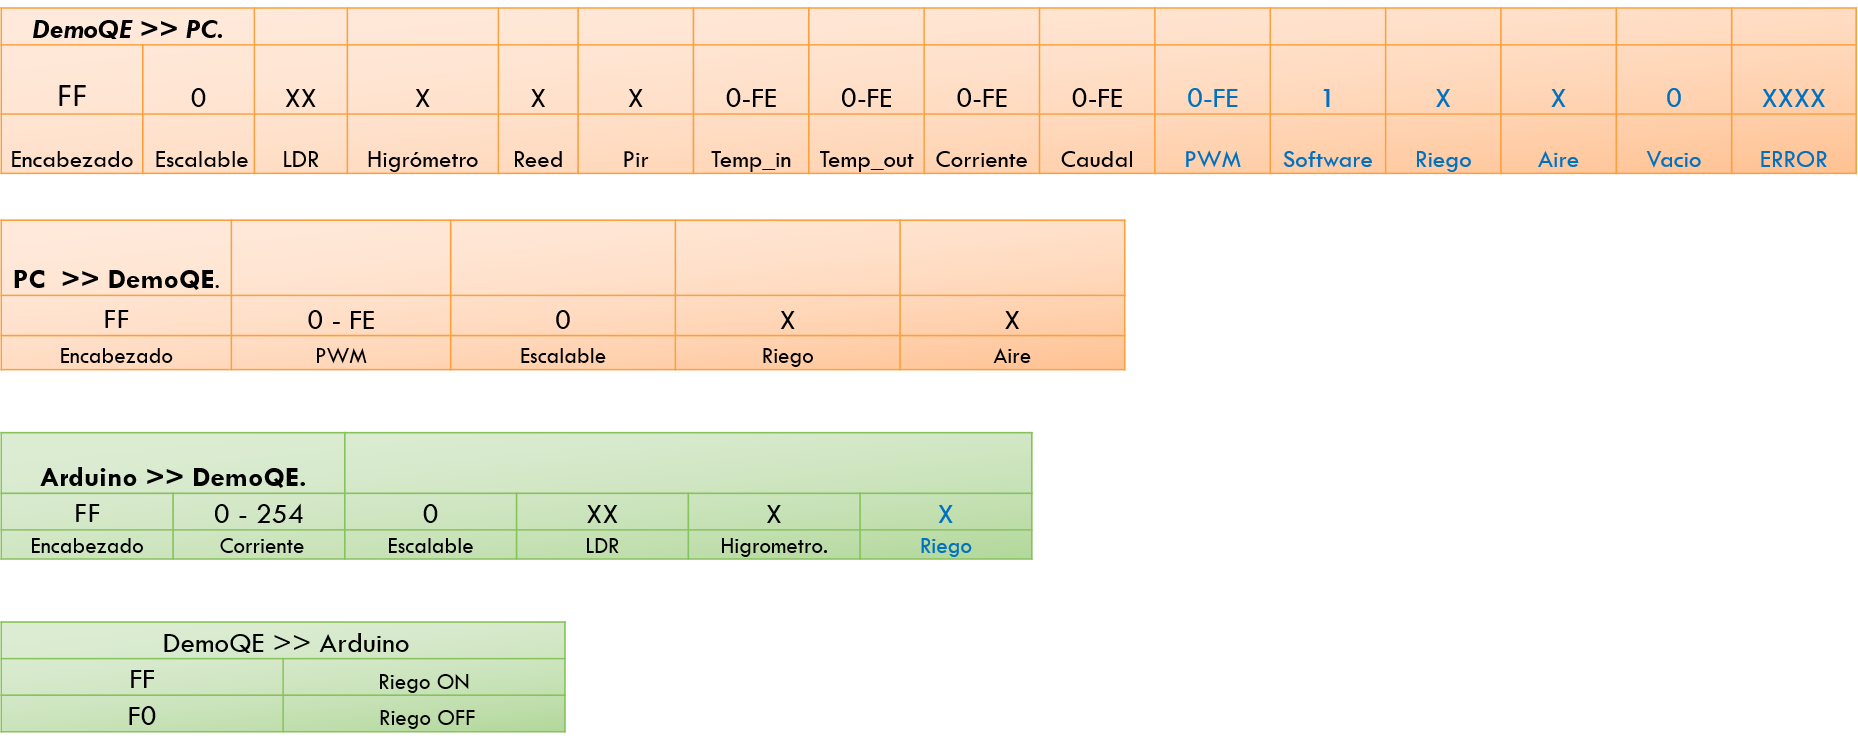 DemoQE >> PC.
FF 0 XX X X X 0-FE 0-FE 0-FE 0-FE 0-FE 1 X X 0 XXXX
Encabezado Escalable LDR Higrómetro Reed Pir Temp_in Temp_out Corriente Caudal PWM Software Riego Aire Vacio ERROR
PC >> DemoQE.
FF 0 - FE 0 X X
Encabezado PWM Escalable Riego Aire
Arduino >> DemoQE.
FF 0 - 254 0 XX X X
Encabezado Corriente Escalable LDR Higrometro. Riego
DemoQE >> Arduino
FF Riego ON
F0 Riego OFF